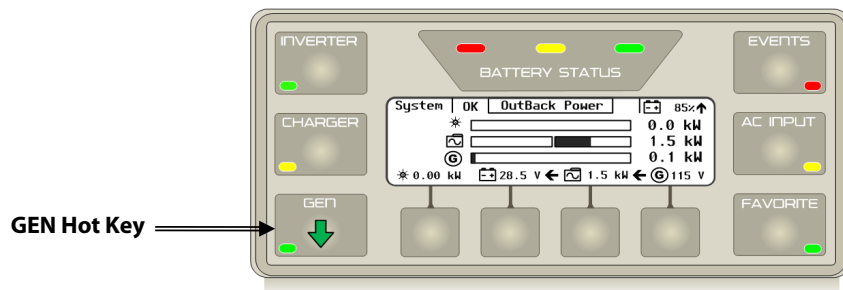 INVERTER
EVENTS
BATTERY STATUS
System OK OutBack Power 85%
CHARGER
AC INPUT
0.0 kW
1.5 kW
G 0.1 kW
0.00 kW 28.5 V 1.5 kW G 115 V
GEN
FAVORITE
GEN Hot Key